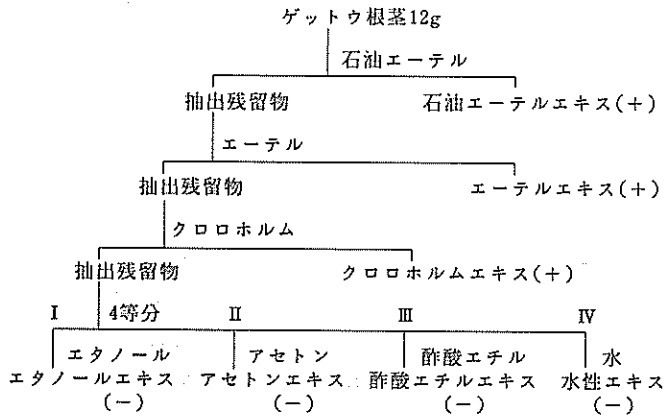 ゲットウ根茎12g
石油エーテル
抽出残留物 石油エーテルエキス(+)
エーテル
抽出残留物 エーテルエキス(+)
クロロホルム
抽出残留物 クロロホルムエキス(+)
I 4等分 II III IV
エタノール アセトン 酢酸エチル 水
エタノールエキス アセトンエキス 酢酸エチルエキス 水性エキス
(-) (-) (-) (-)